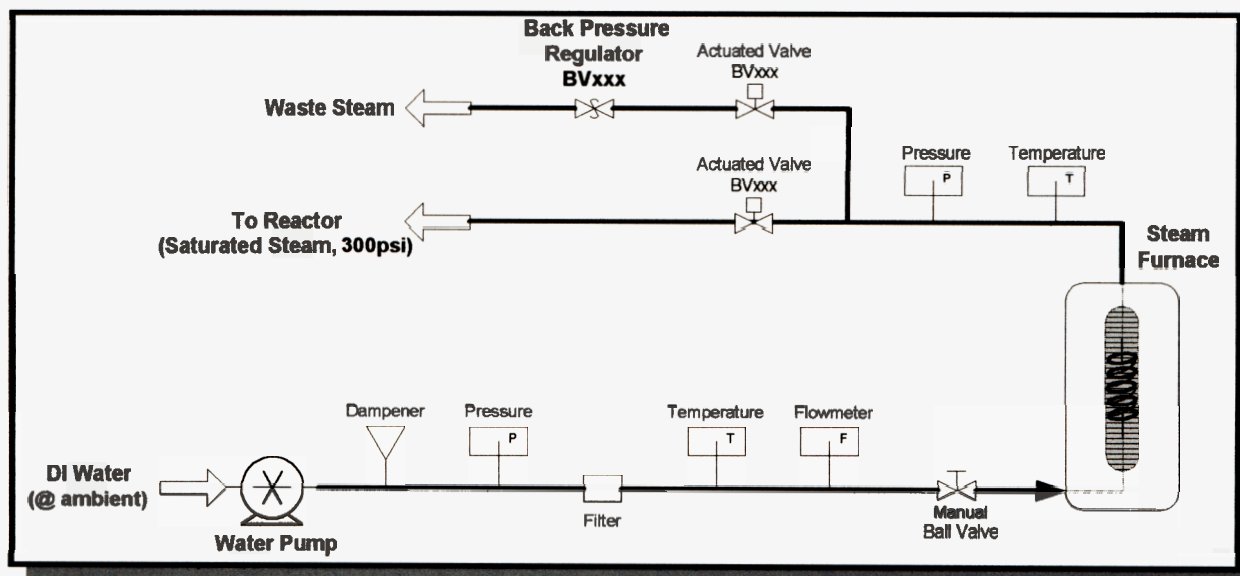 Back Pressure
Regulator
BVxxx
Actuated Valve
BVxxx
Waste Steam
Actuated Valve
BVxxx
Pressure
P
Temperature
T
To Reactor
(Saturated Steam, 300psi)
Steam
Furnace
Dampener
Pressure
P
Temperature
T
Flowmeter
F
DI Water
(@ ambient)
Water Pump
Filter
Manual
Ball Valve